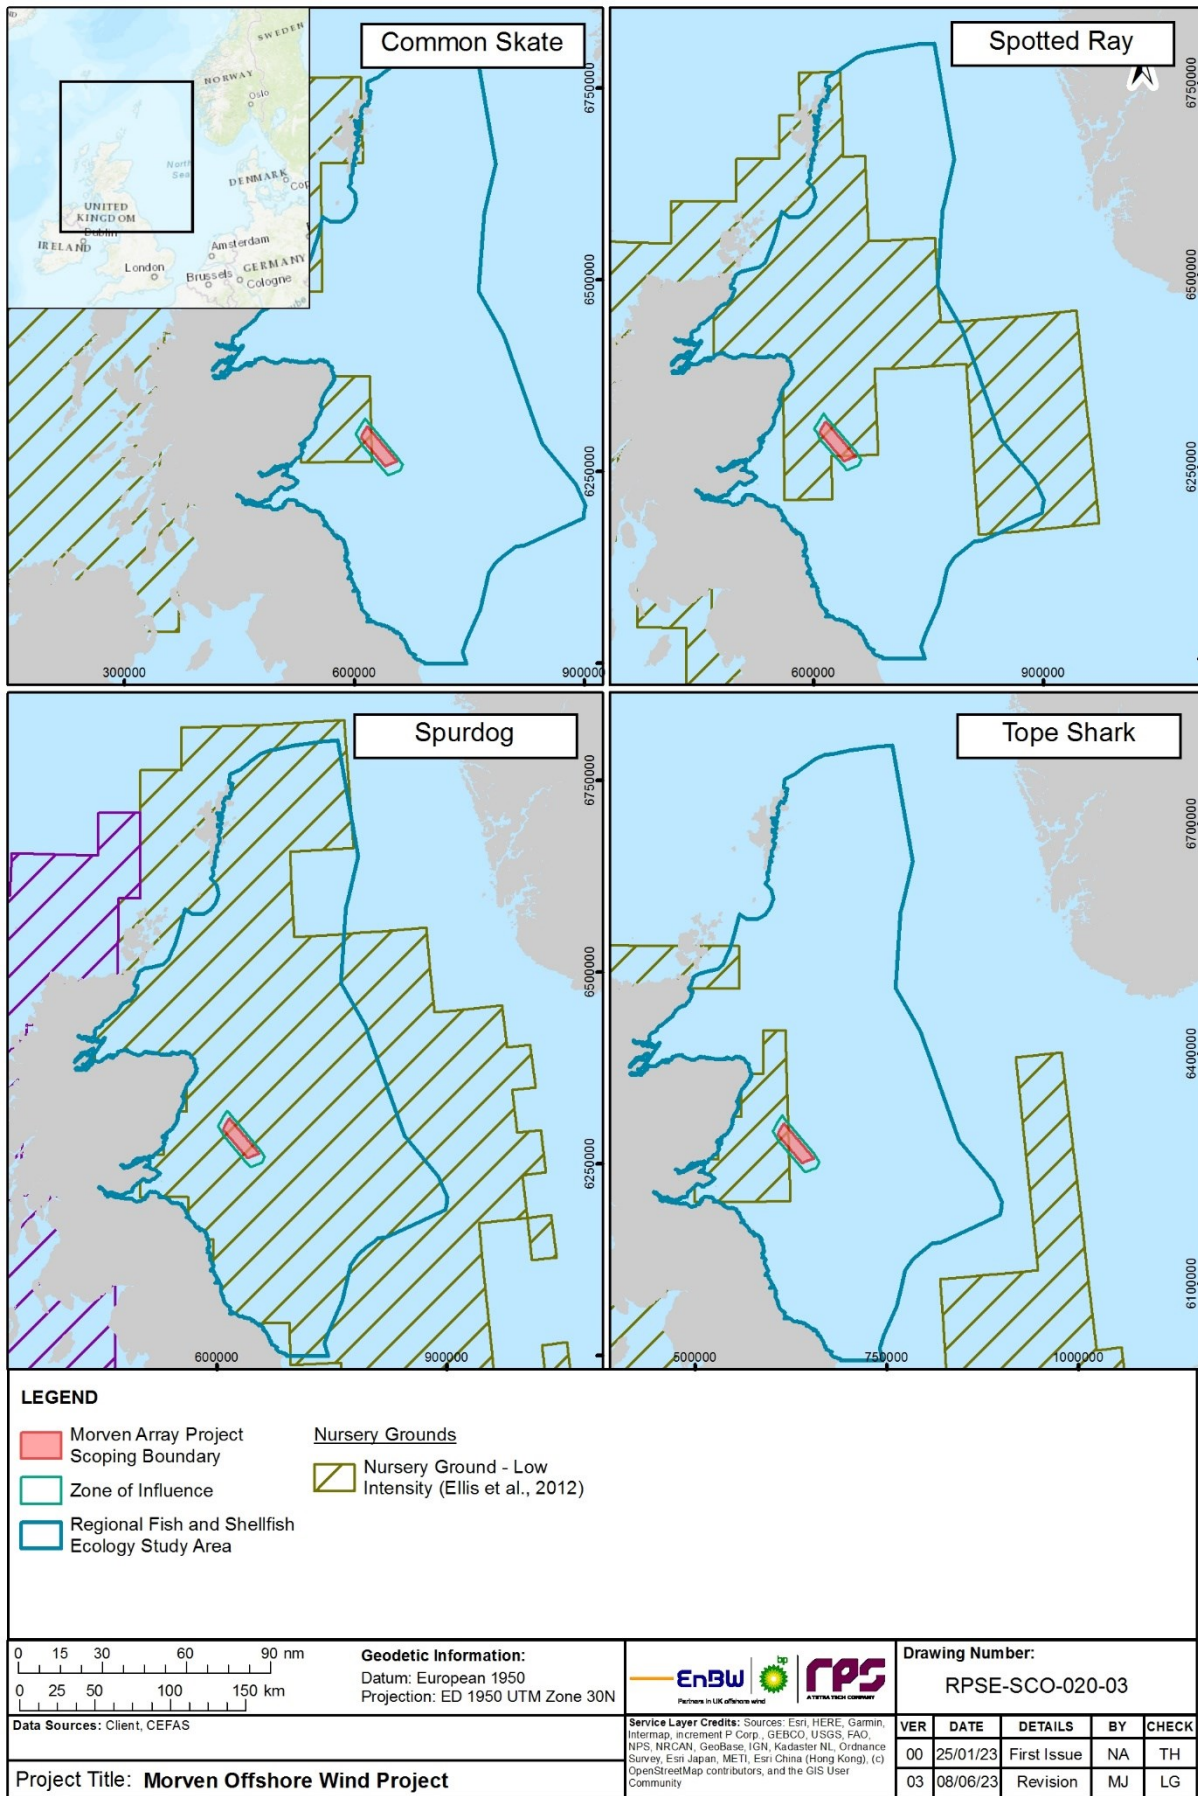 Common Skate
Spotted Ray
SWEDEN
NORWAY
Oslo
North
Sea
DENMARK
UNITED
KINGDOM
Dublin
IRELAND
Amsterdam
London
Brussels
GERMANY
Cologne
6750000
6500000
6250000
300000
600000
900000
6750000
6500000
6250000
600000
900000
Spurdog
Tope Shark
6750000
6500000
6250000
600000
900000
6700000
6400000
6100000
500000
750000
1000000
LEGEND
Morven Array Project
Scoping Boundary
Zone of Influence
Regional Fish and Shellfish
Ecology Study Area
Nursery Grounds
Nursery Ground - Low
Intensity (Ellis et al., 2012)
0 15 30 60 90 nm
0 25 50 100 150 km
Geodetic Information:
Datum: European 1950
Projection: ED 1950 UTM Zone 30N
Data Sources: Client, CEFAS
Project Title: Morven Offshore Wind Project
EnBW
bp
rps
Partners in UK offshore wind
A TETRA TECH COMPANY
Service Layer Credits: Sources: Esri, HERE, Garmin,
Intermap, increment P Corp., GEBCO, USGS, FAO,
NPS, NRCAN, GeoBase, IGN, Kadaster NL, Ordnance
Survey, Esri Japan, METI, Esri China (Hong Kong), (c)
OpenStreetMap contributors, and the GIS User
Community
Drawing Number:
RPSE-SCO-020-03
VER DATE DETAILS BY CHECK
00 25/01/23 First Issue NA TH
03 08/06/23 Revision MJ LG